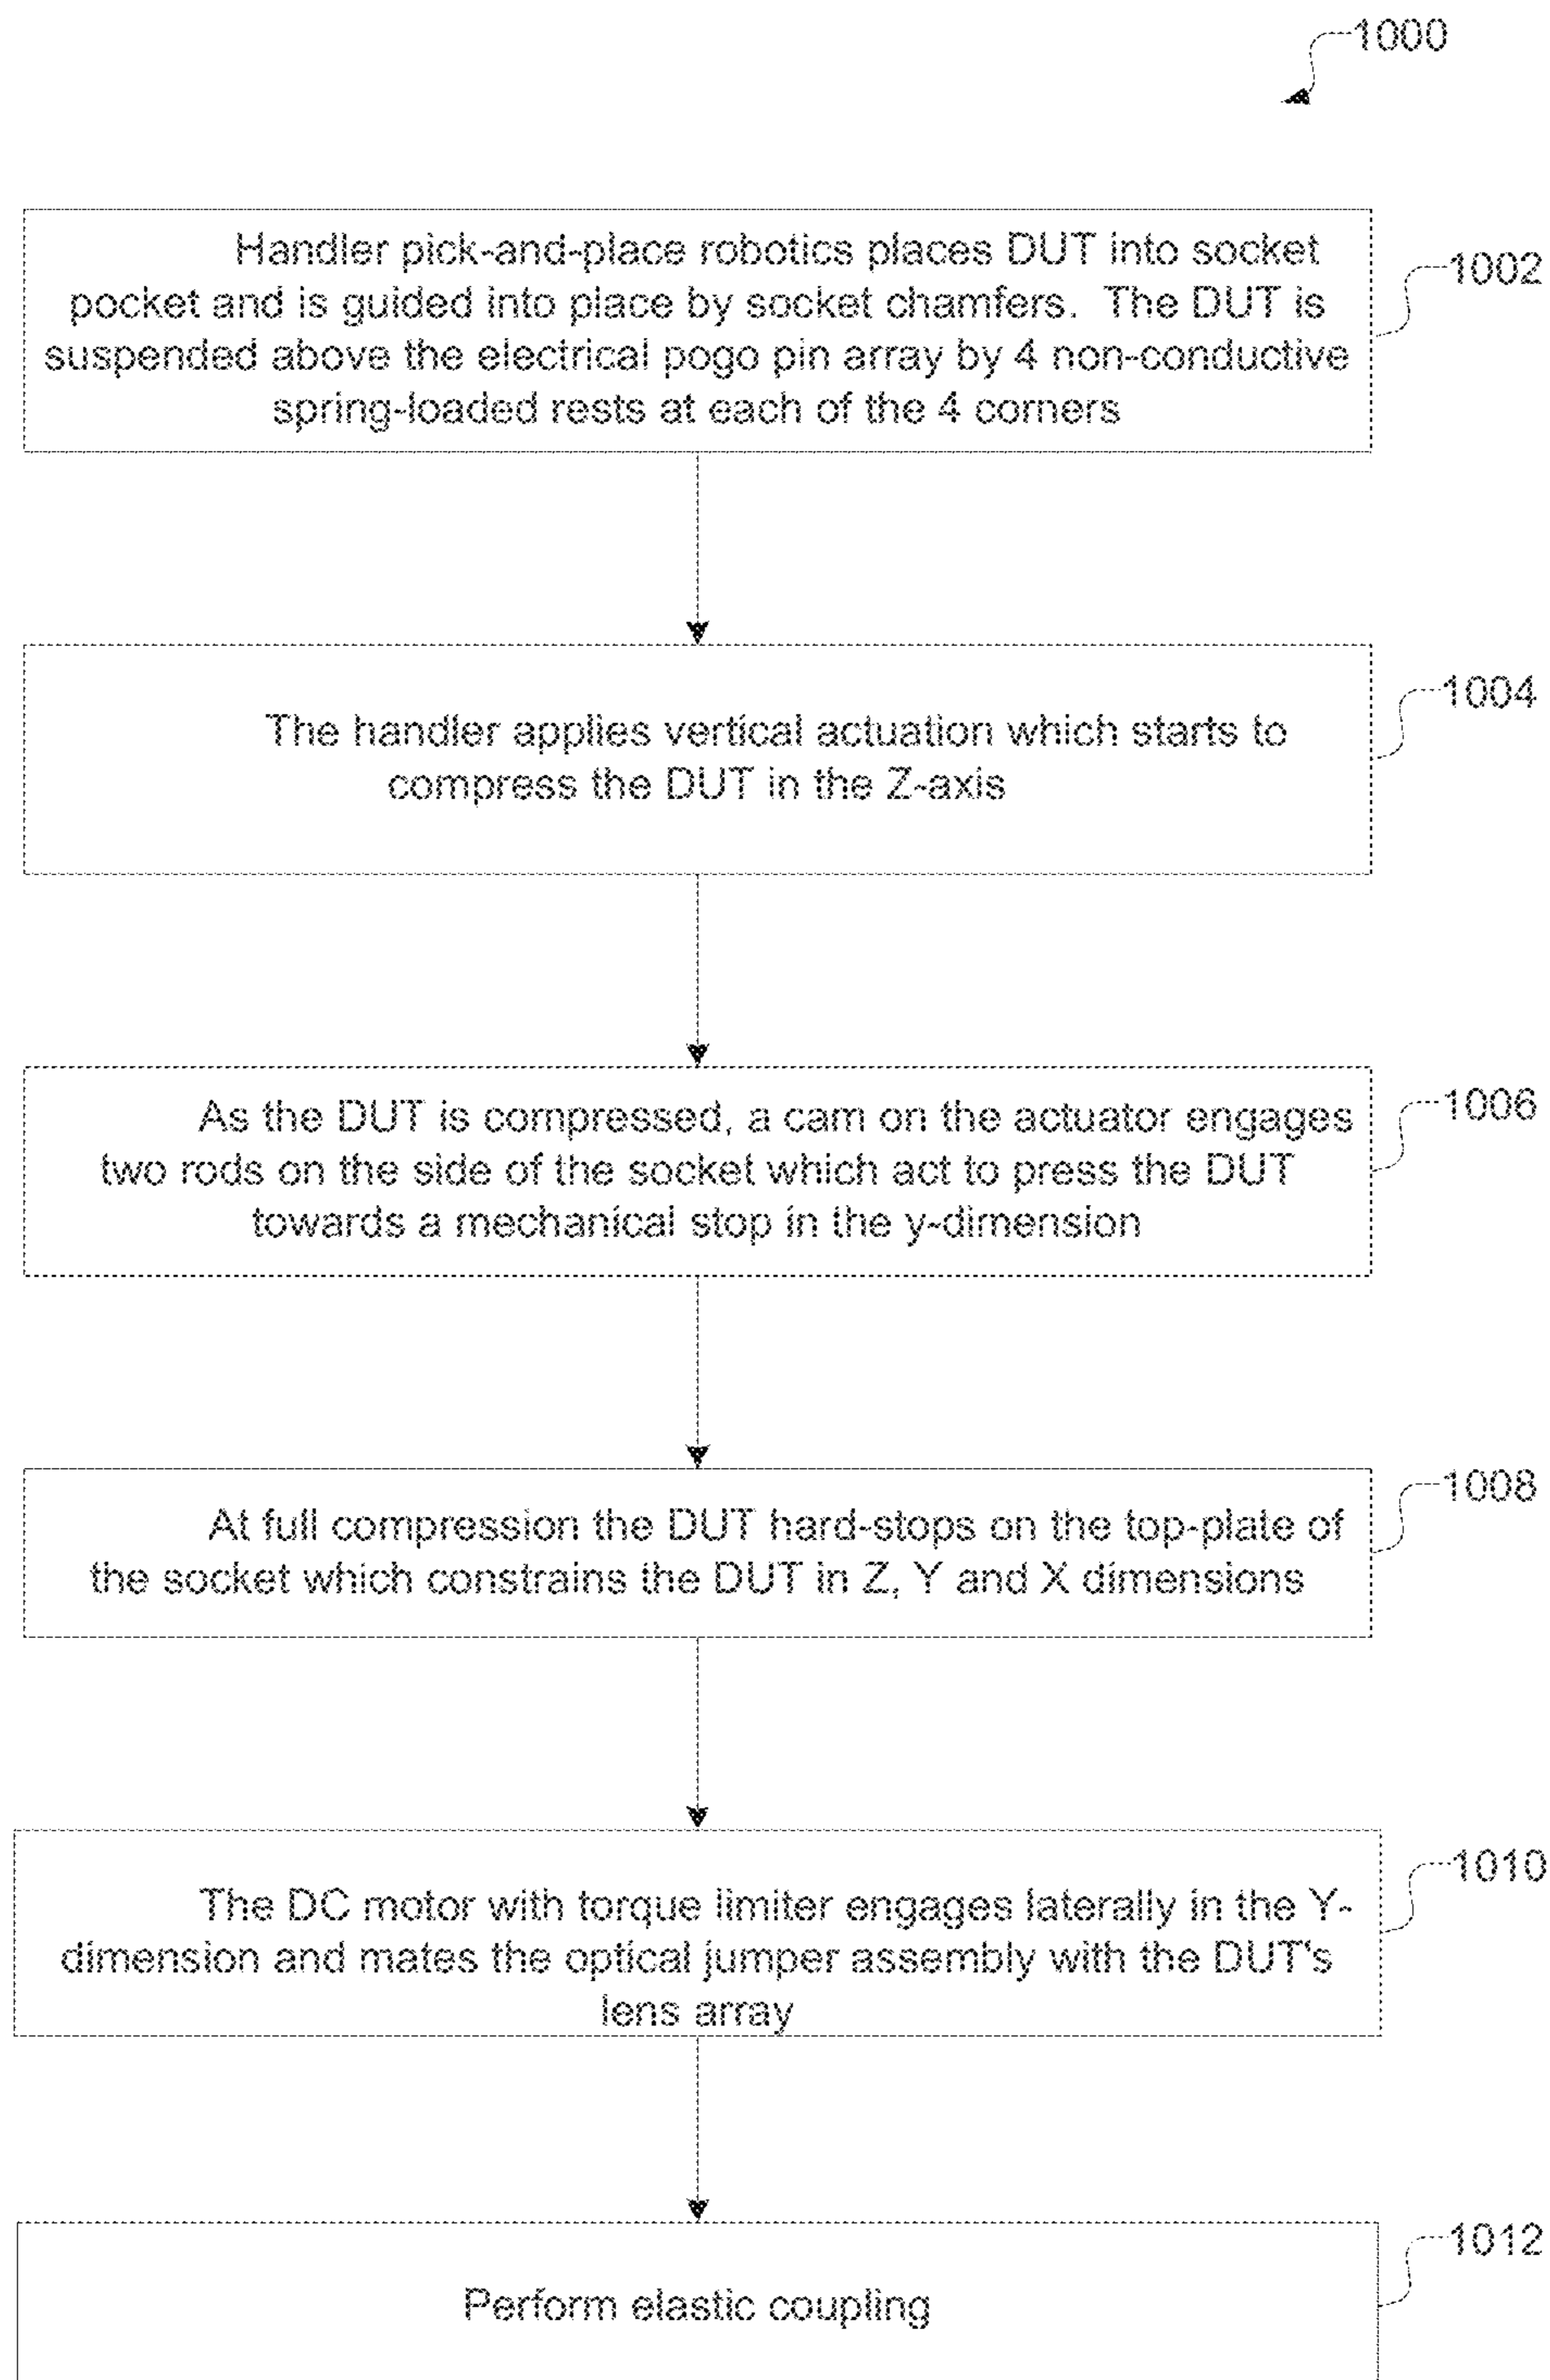 1000
Handler pick-and-place robotics places DUT into socket
pocket and is guided into place by socket chamfers. The DUT is
suspended above the electrical pogo pin array by 4 non-conductive
spring-loaded rests at each of the 4 corners
1002
The handler applies vertical actuation which starts to
compress the DUT in the Z-axis
1004
As the DUT is compressed, a cam on the actuator engages
two rods on the side of the socket which act to press the DUT
towards a mechanical stop in the y-dimension
1006
At full compression the DUT hard-stops on the top-plate of
the socket which constrains the DUT in Z, Y and X dimensions
1008
The DC motor with torque limiter engages laterally in the Y-
dimension and mates the optical jumper assembly with the DUT's
lens array
1010
Perform elastic coupling
1012